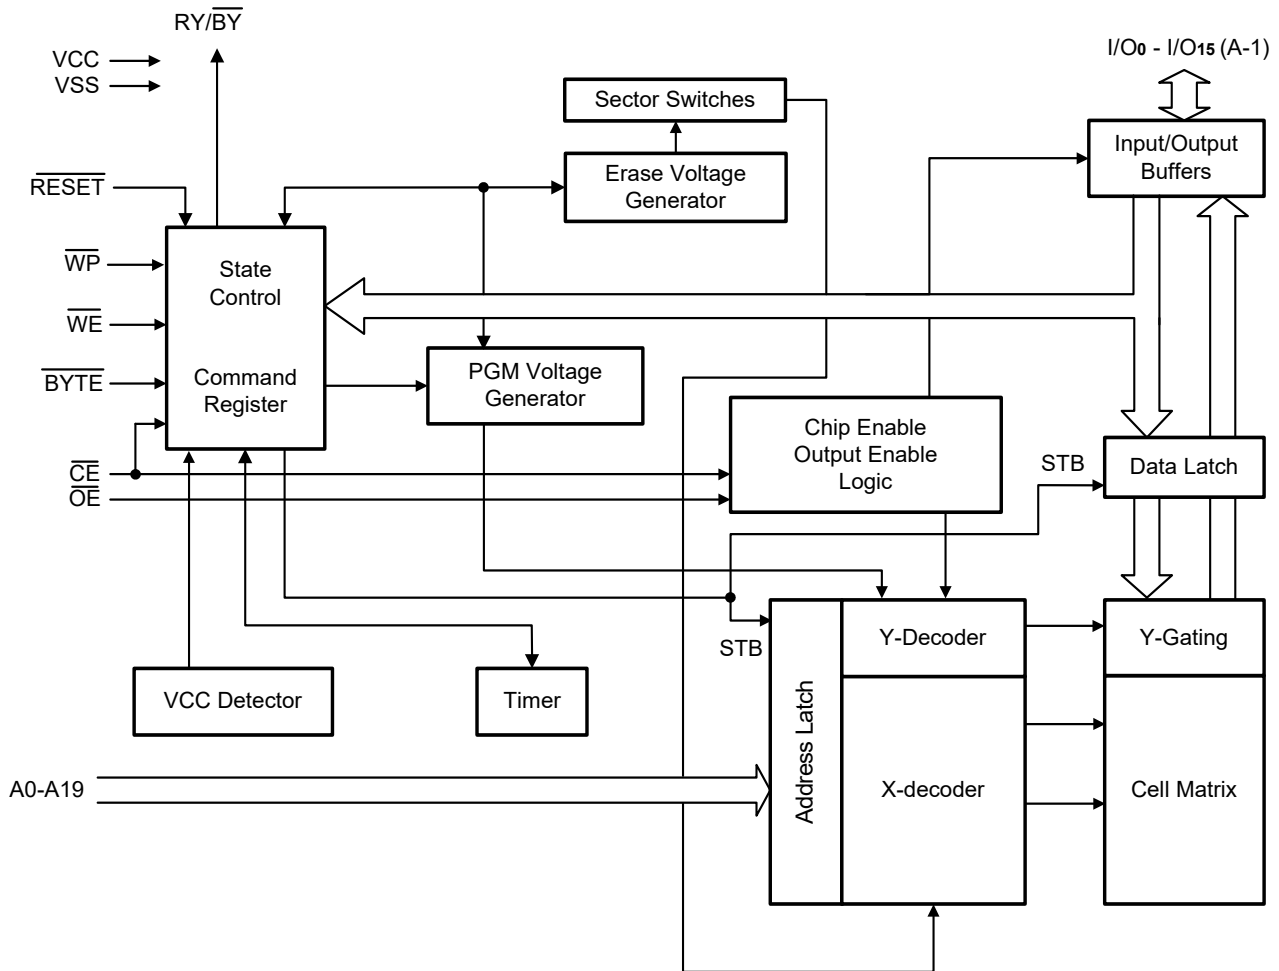 RY/BY
VCC
VSS
I/O0 - I/O15 (A-1)
Sector Switches
Input/Output
Buffers
Erase Voltage
Generator
RESET
WP
State
Control
WE
BYTE
Command
Register
PGM Voltage
Generator
Chip Enable
Output Enable
Logic
CE
OE
STB
Data Latch
STB
Y-Decoder
Y-Gating
VCC Detector
Timer
Address Latch
A0-A19
X-decoder
Cell Matrix